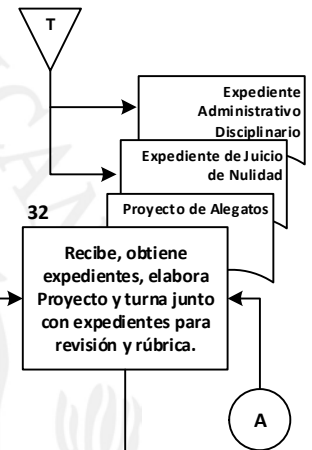 T
Expediente
Administrativo
Disciplinario
Expediente de Juicio
de Nulidad
Proyecto de Alegatos
32
Recibe, obtiene
expedientes, elabora
Proyecto y turna junto
con expedientes para
revisión y rúbrica.
A